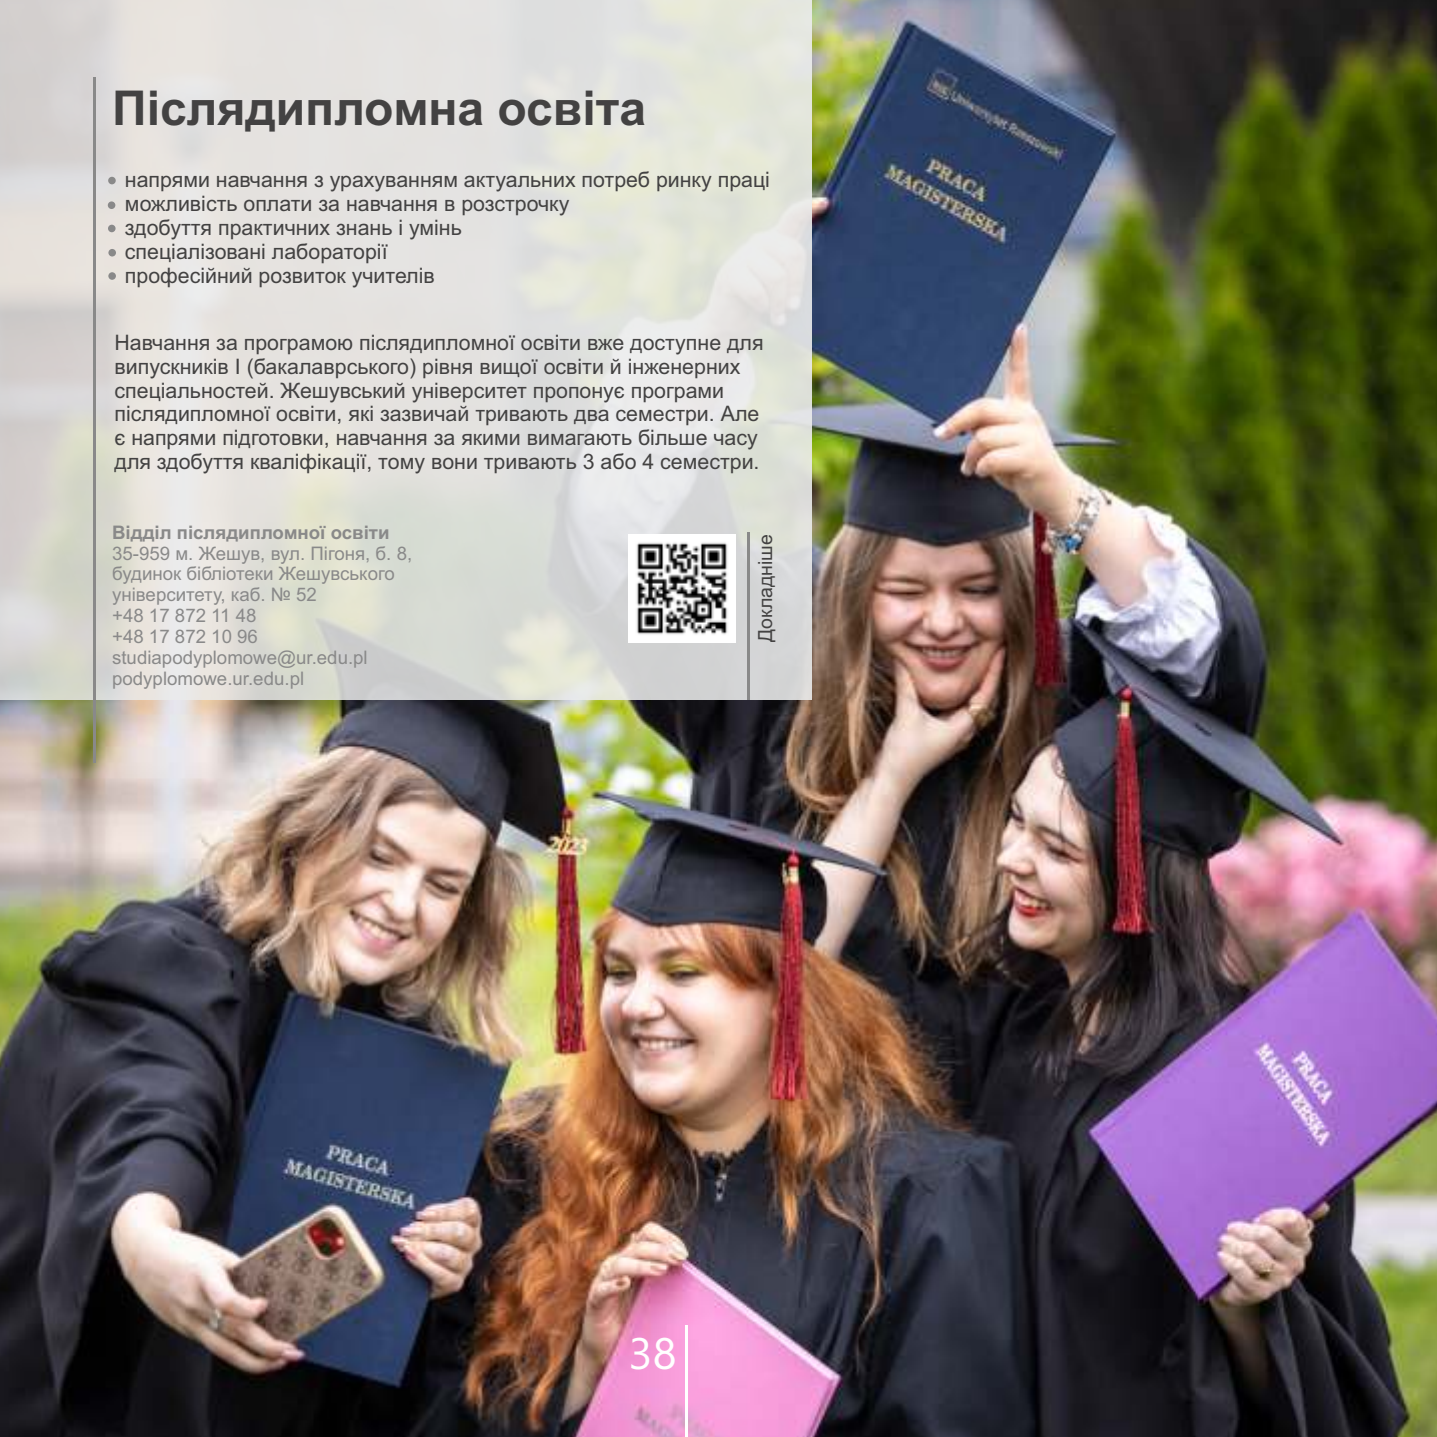 Післядипломна освіта
• напрями навчання з урахуванням актуальних потреб ринку праці
• можливість оплати за навчання в розстрочку
• здобуття практичних знань і умінь
• спеціалізовані лабораторії
• професійний розвиток учителів
Навчання за програмою післядипломної освіти вже доступне для
випускників І (бакалаврського) рівня вищої освіти й інженерних
спеціальностей. Жешувський університет пропонує програми
післядипломної освіти, які зазвичай тривають два семестри. Але
є напрями підготовки, навчання за якими вимагають більше часу
для здобуття кваліфікації, тому вони тривають 3 або 4 семестри.
Відділ післядипломної освіти
35-959 м. Жешув, вул. Пігоня, б. 8,
будинок бібліотеки Жешувського
університету, каб. № 52
+48 17 872 11 48
+48 17 872 10 96
studiapodyplomowe@ur.edu.pl
podyplomowe.ur.edu.pl
Докладніше
Uniwersytet Rzeszowski
PRACA
MAGISTERSKA
2023
PRACA
MAGISTERSKA
PRACA
MAGISTERSKA
38